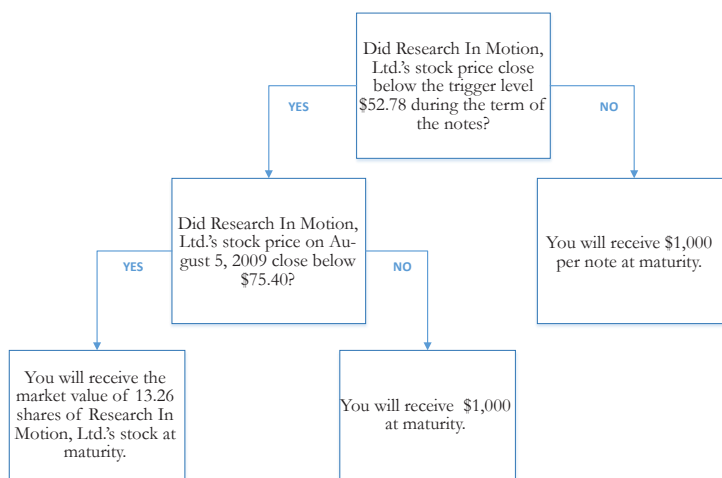 Did Research In Motion,
Ltd.'s stock price close
below the trigger level
$52.78 during the term of
the notes?
YES
NO
Did Research In Motion,
Ltd.'s stock price on Au-
gust 5, 2009 close below
$75.40?
You will receive $1,000
per note at maturity.
YES
NO
You will receive the
market value of 13.26
shares of Research In
Motion, Ltd.'s stock at
maturity.
You will receive $1,000
at maturity.